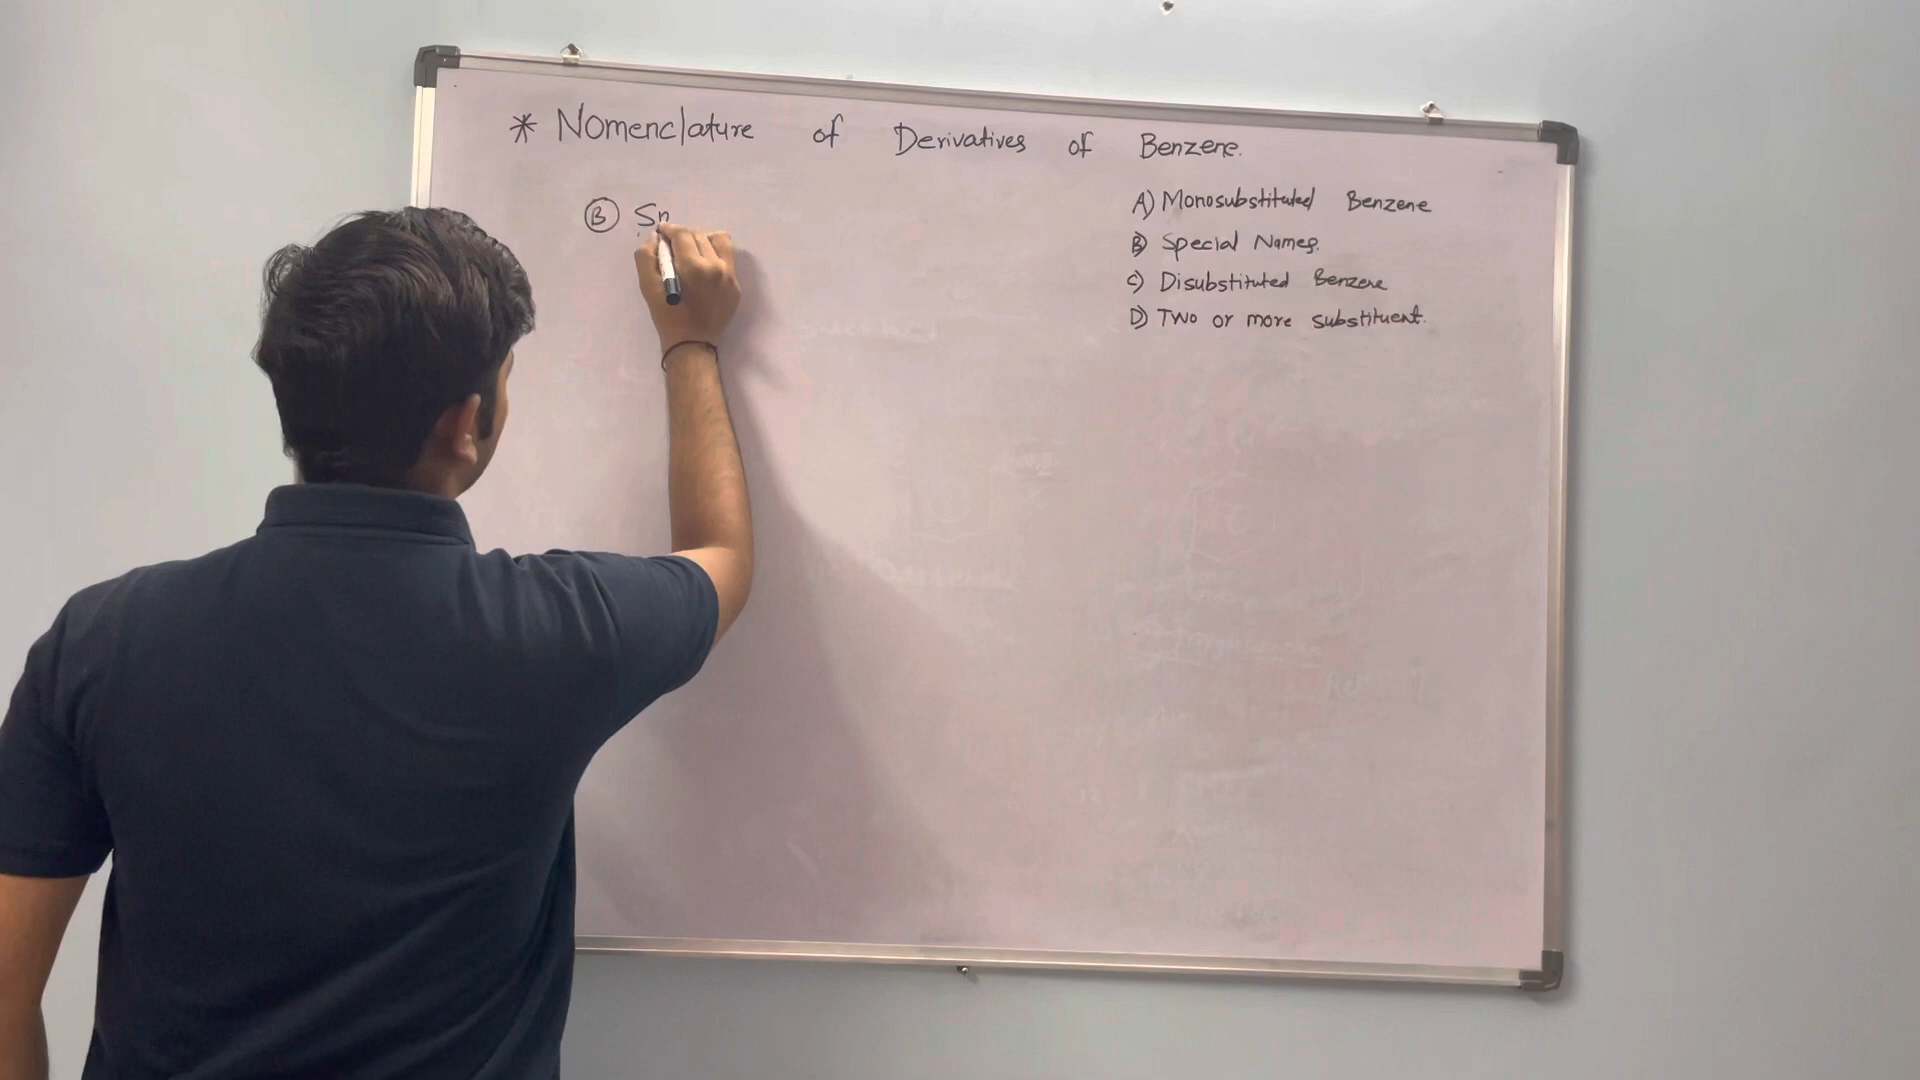 * Nomenclature of Derivatives of Benzene.
A) Monosubstituted Benzene
B) Special Names.
C) Disubstituted Benzene
D) Two or more substituent.
B Sp